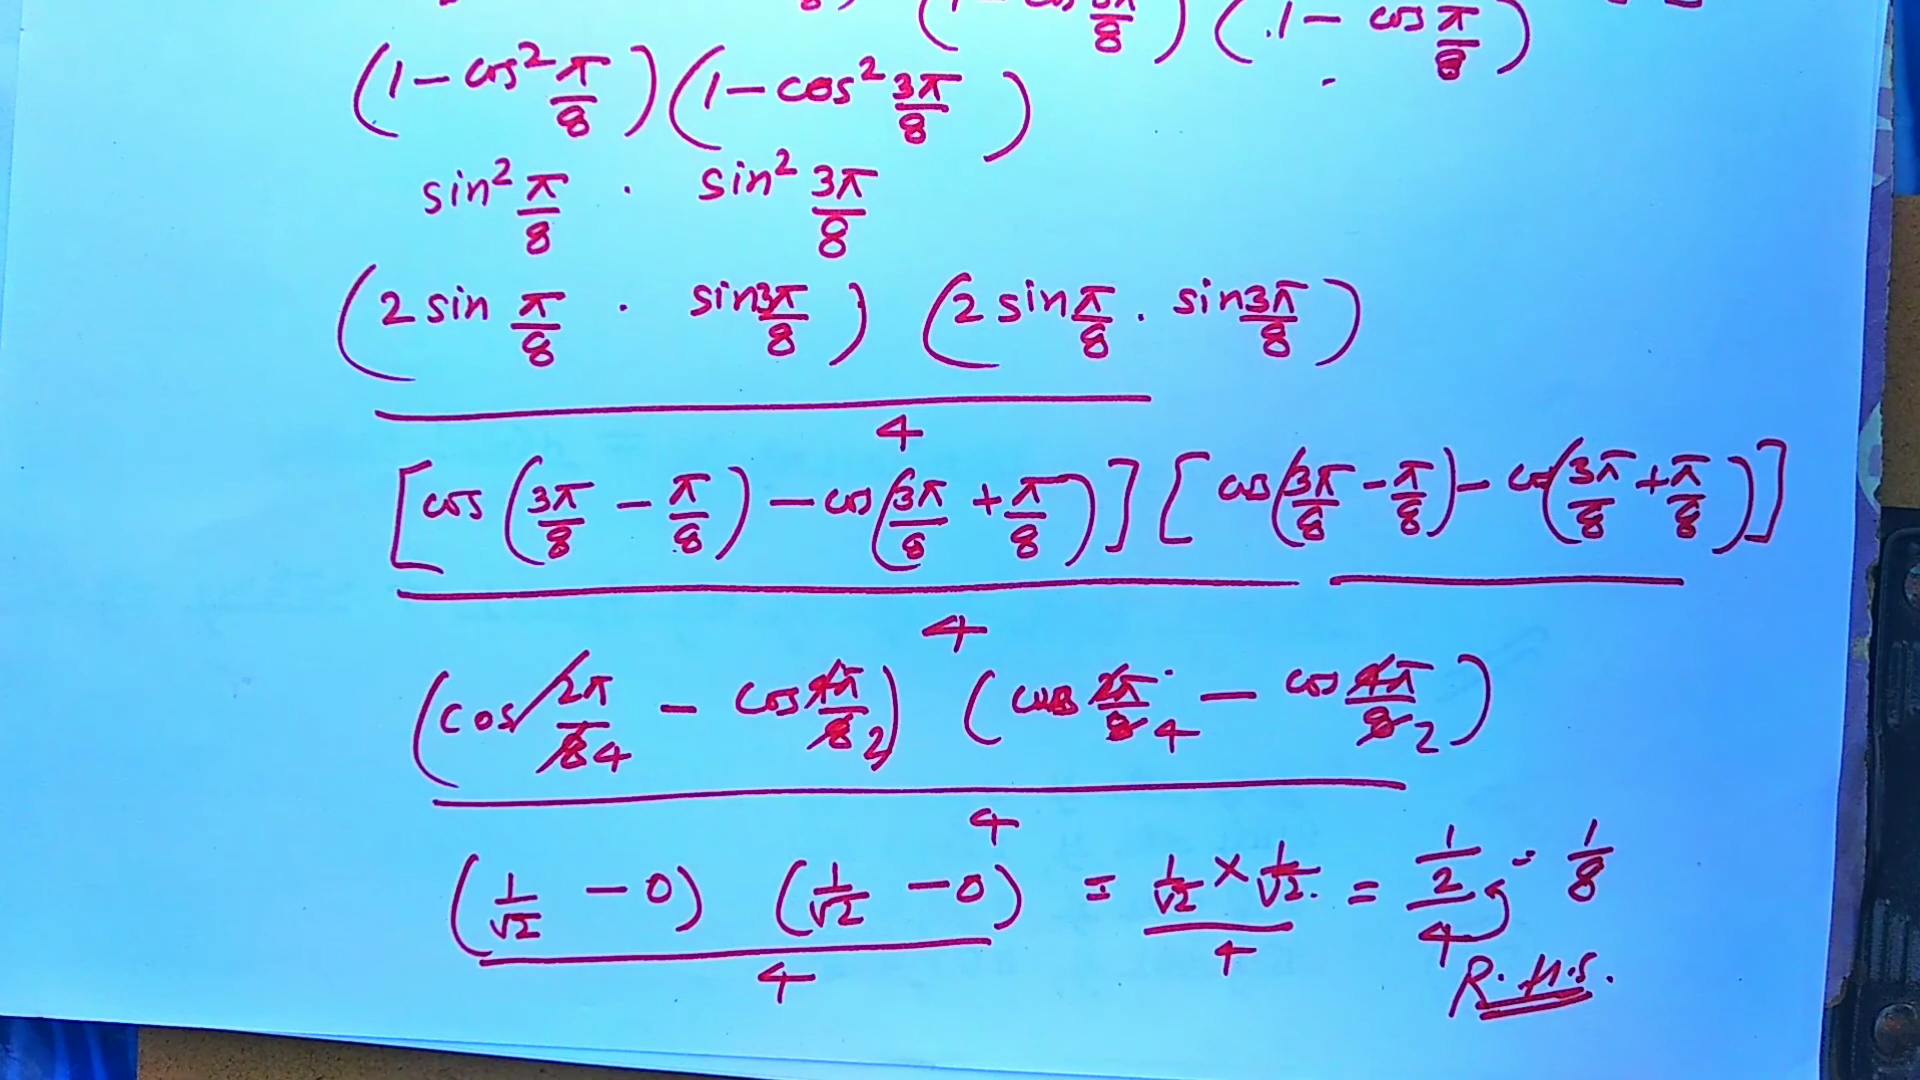 (1 - cos 3π/8) (1 - cos π/8)
(1 - cos² π/8) (1 - cos² 3π/8)
sin² π/8 . sin² 3π/8
(2 sin π/8 . sin 3π/8) (2 sin π/8 . sin 3π/8)
4
[cos (3π/8 - π/8) - cos (3π/8 + π/8)] [cos (3π/8 - π/8) - cos (3π/8 + π/8)]
4
(cos 2π/8 4 - cos 4π/8 2) (cos 2π/8 4 - cos 4π/8 2)
4
(1/√2 - 0) (1/√2 - 0) / 4 = 1/√2 × 1/√2 / 4 = 1/2 / 4 = 1/8
R.H.S.